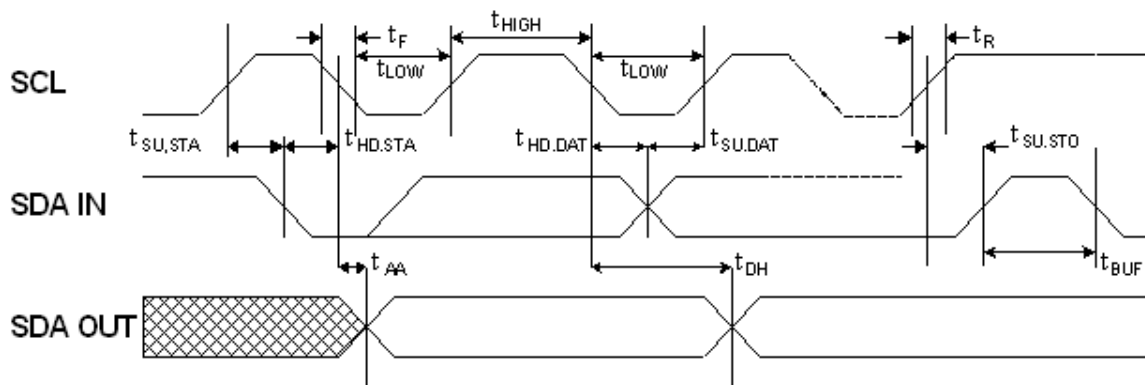 tF
tHIGH
tR
tLOW
tLOW
SCL
tSU,STA
tHD.STA
tHD.DAT
tSU.DAT
tSU.STO
SDA IN
tAA
tDH
tBUF
SDA OUT